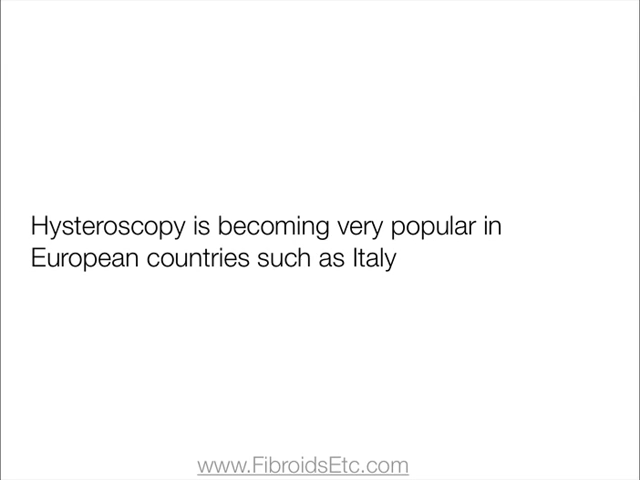 Hysteroscopy is becoming very popular in
European countries such as Italy
www.FibroidsEtc.com